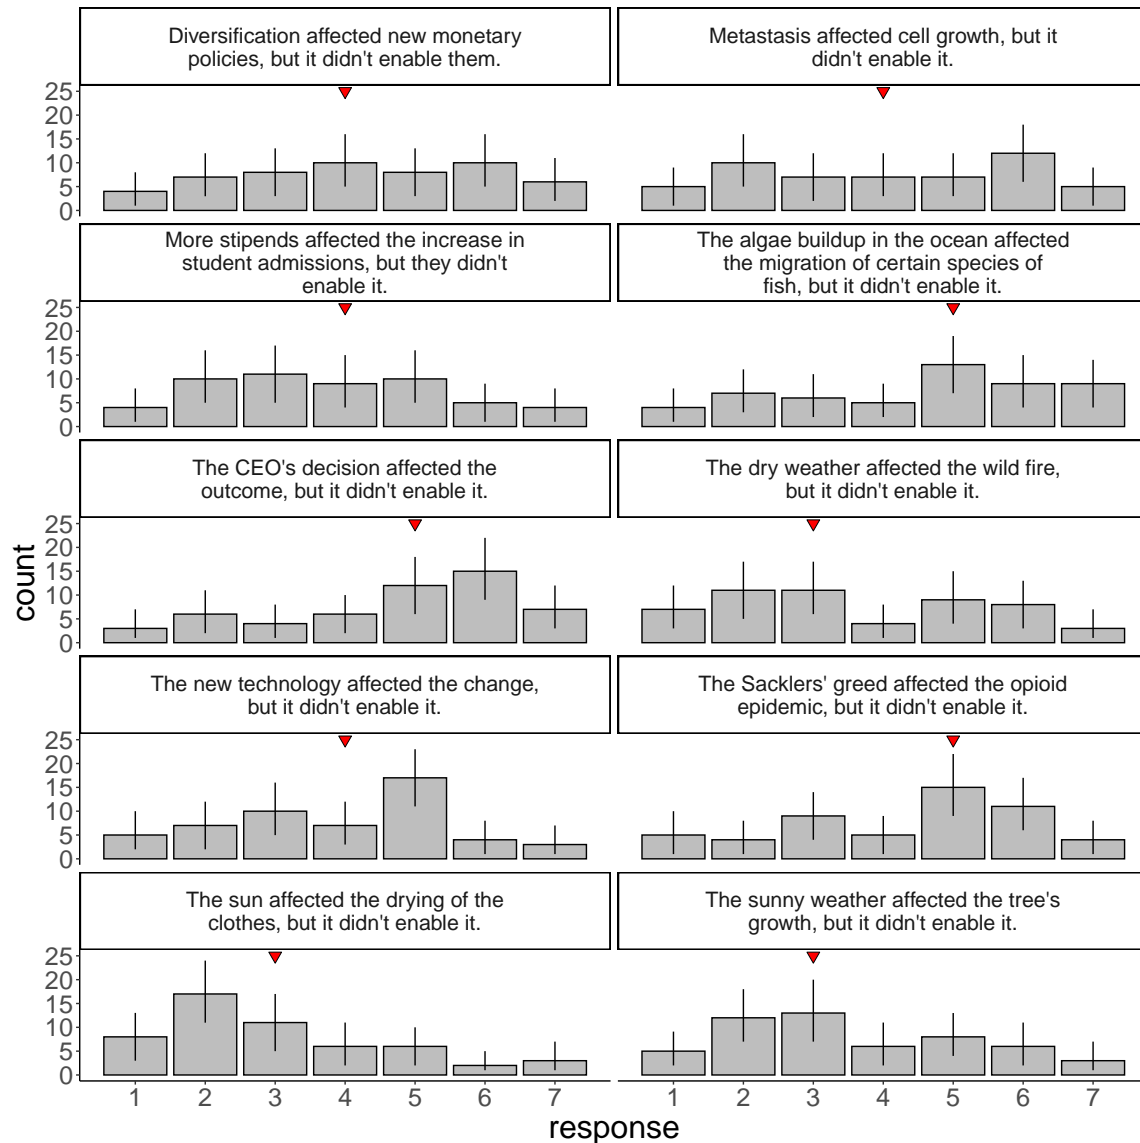 Diversification affected new monetary
policies, but it didn't enable them.
Metastasis affected cell growth, but it
didn't enable it.
25
20
15
10
5
0
More stipends affected the increase in
student admissions, but they didn't
enable it.
The algae buildup in the ocean affected
the migration of certain species of
fish, but it didn't enable it.
25
20
15
10
5
0
The CEO's decision affected the
outcome, but it didn't enable it.
The dry weather affected the wild fire,
but it didn't enable it.
count
25
20
15
10
5
0
The new technology affected the change,
but it didn't enable it.
The Sacklers' greed affected the opioid
epidemic, but it didn't enable it.
25
20
15
10
5
0
The sun affected the drying of the
clothes, but it didn't enable it.
The sunny weather affected the tree's
growth, but it didn't enable it.
25
20
15
10
5
0
1 2 3 4 5 6 7
1 2 3 4 5 6 7
response